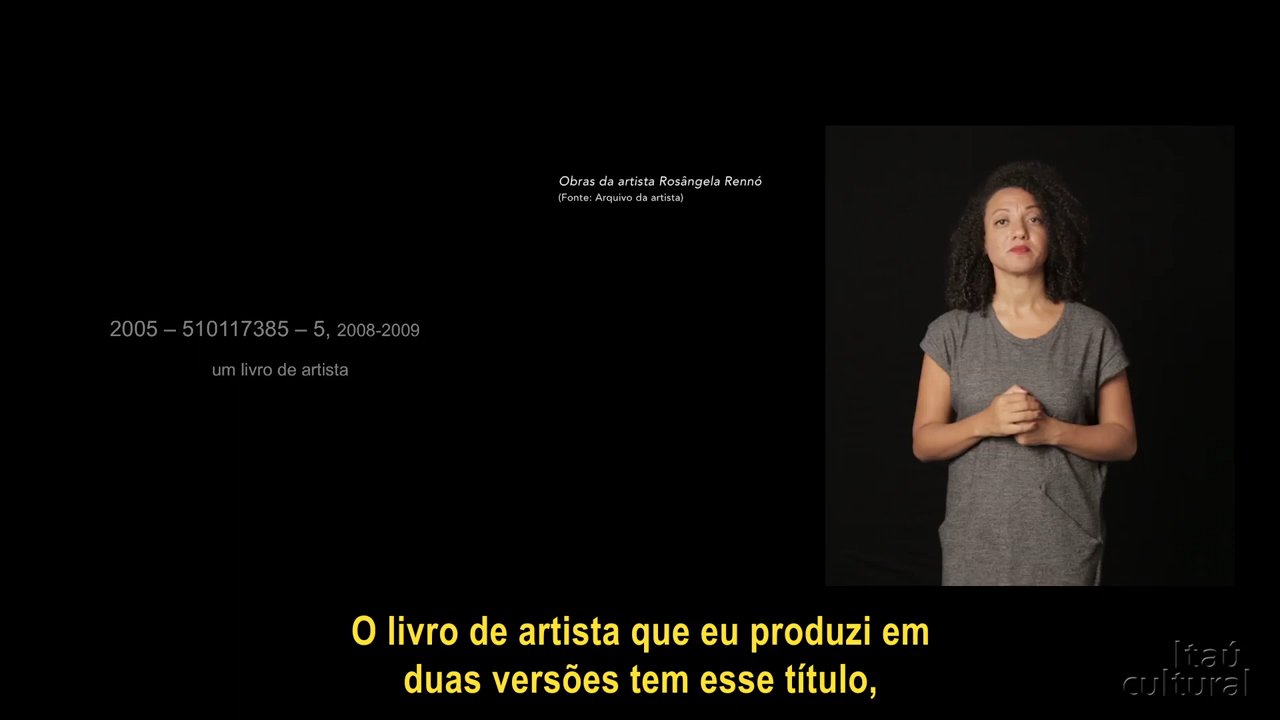 Obras da artista Rosângela Rennó
(Fonte: Arquivo da artista)
2005 – 510117385 – 5, 2008-2009
um livro de artista
O livro de artista que eu produzi em
duas versões tem esse título,
Itaú
cultural